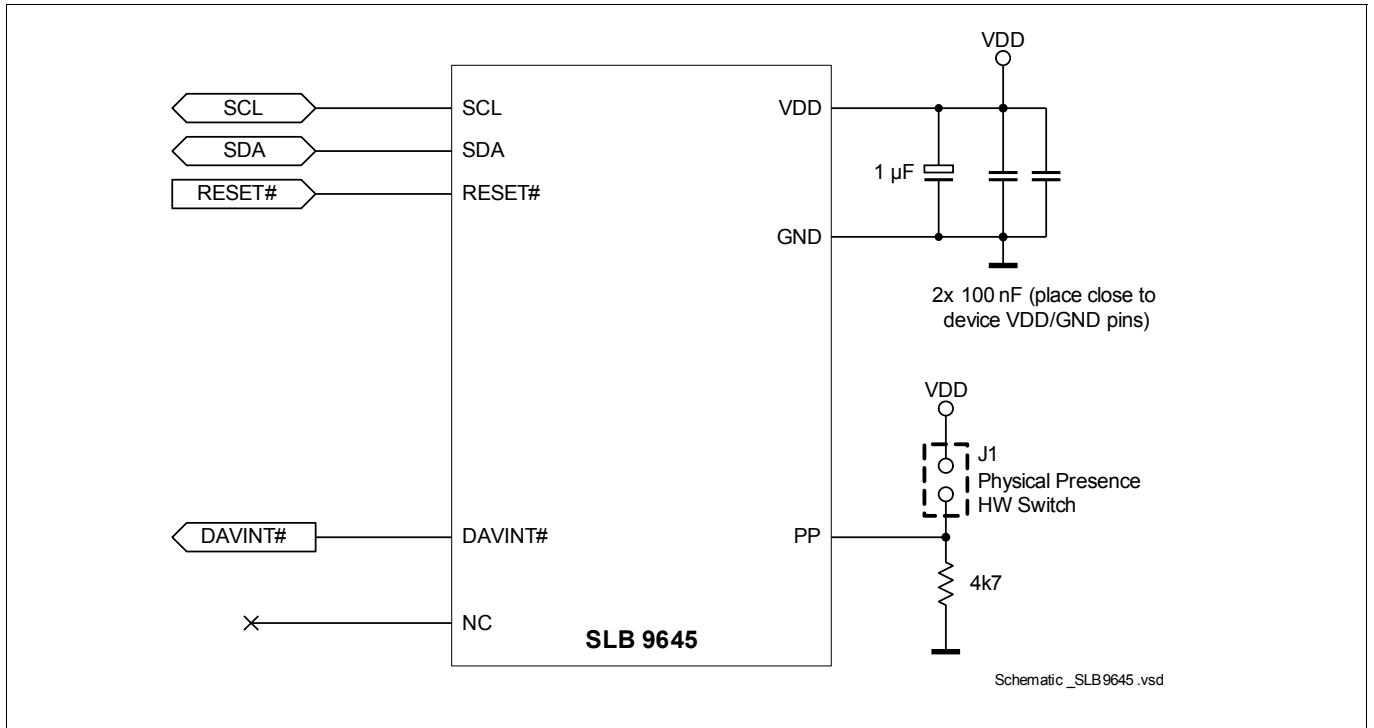 VDD
SCL
SCL
VDD
SDA
SDA
1 µF
RESET#
RESET#
GND
2x 100 nF (place close to
device VDD/GND pins)
VDD
J1
Physical Presence
HW Switch
DAVINT#
DAVINT#
PP
4k7
NC
SLB 9645
Schematic _SLB9645 .vsd